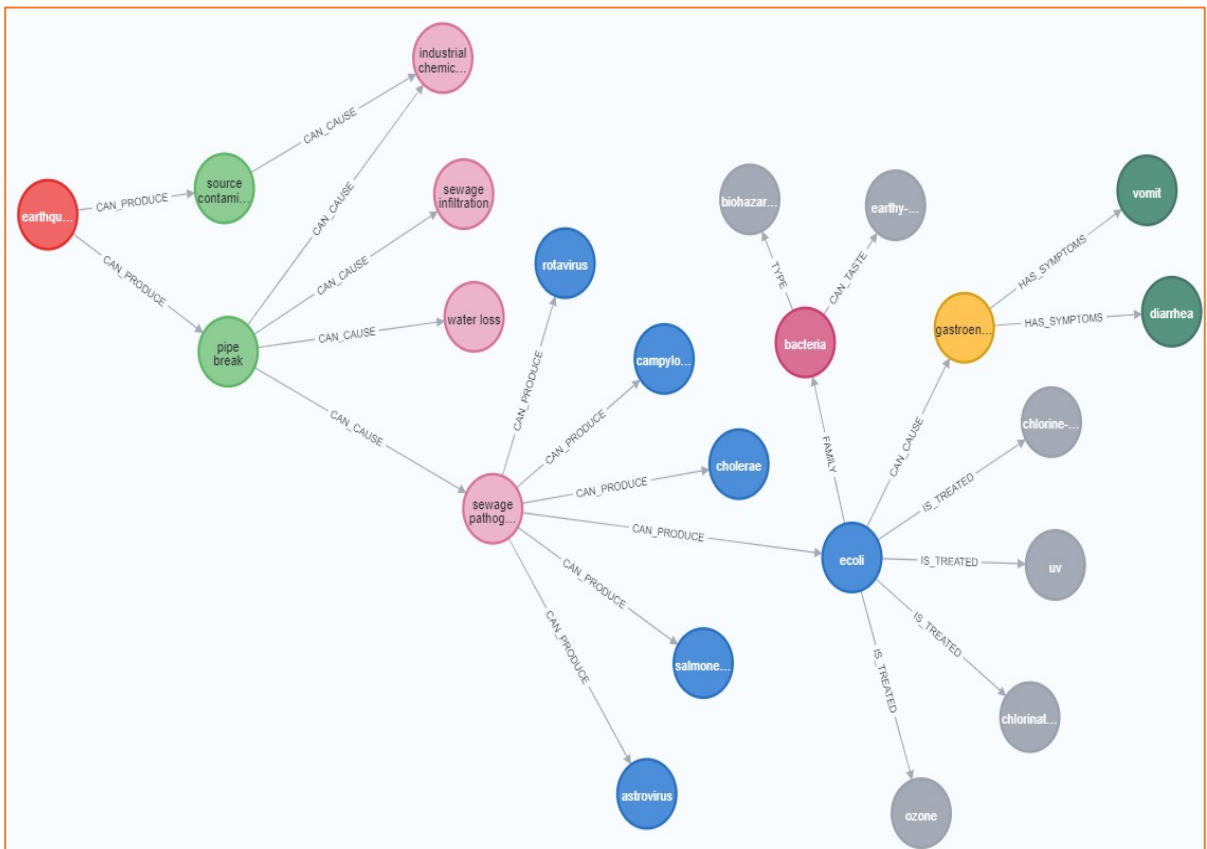 industrial
chemic...
CAN_CAUSE
CAN_CAUSE
source
contami...
CAN_PRODUCE
earthqu...
CAN_PRODUCE
sewage
infiltration
CAN_CAUSE
water loss
CAN_CAUSE
pipe
break
CAN_CAUSE
rotavirus
CAN_PRODUCE
campylo...
CAN_PRODUCE
cholerae
CAN_PRODUCE
sewage
pathog...
CAN_PRODUCE
CAN_PRODUCE
salmone...
CAN_PRODUCE
astrovirus
biohazar...
TYPE
earthy-...
CAN_TASTE
bacteria
FAMILY
vomit
HAS_SYMPTOMS
gastroen...
HAS_SYMPTOMS
diarrhea
CAN_CAUSE
chlorine-...
IS_TREATED
ecoli
IS_TREATED
uv
IS_TREATED
chlorinat...
IS_TREATED
ozone